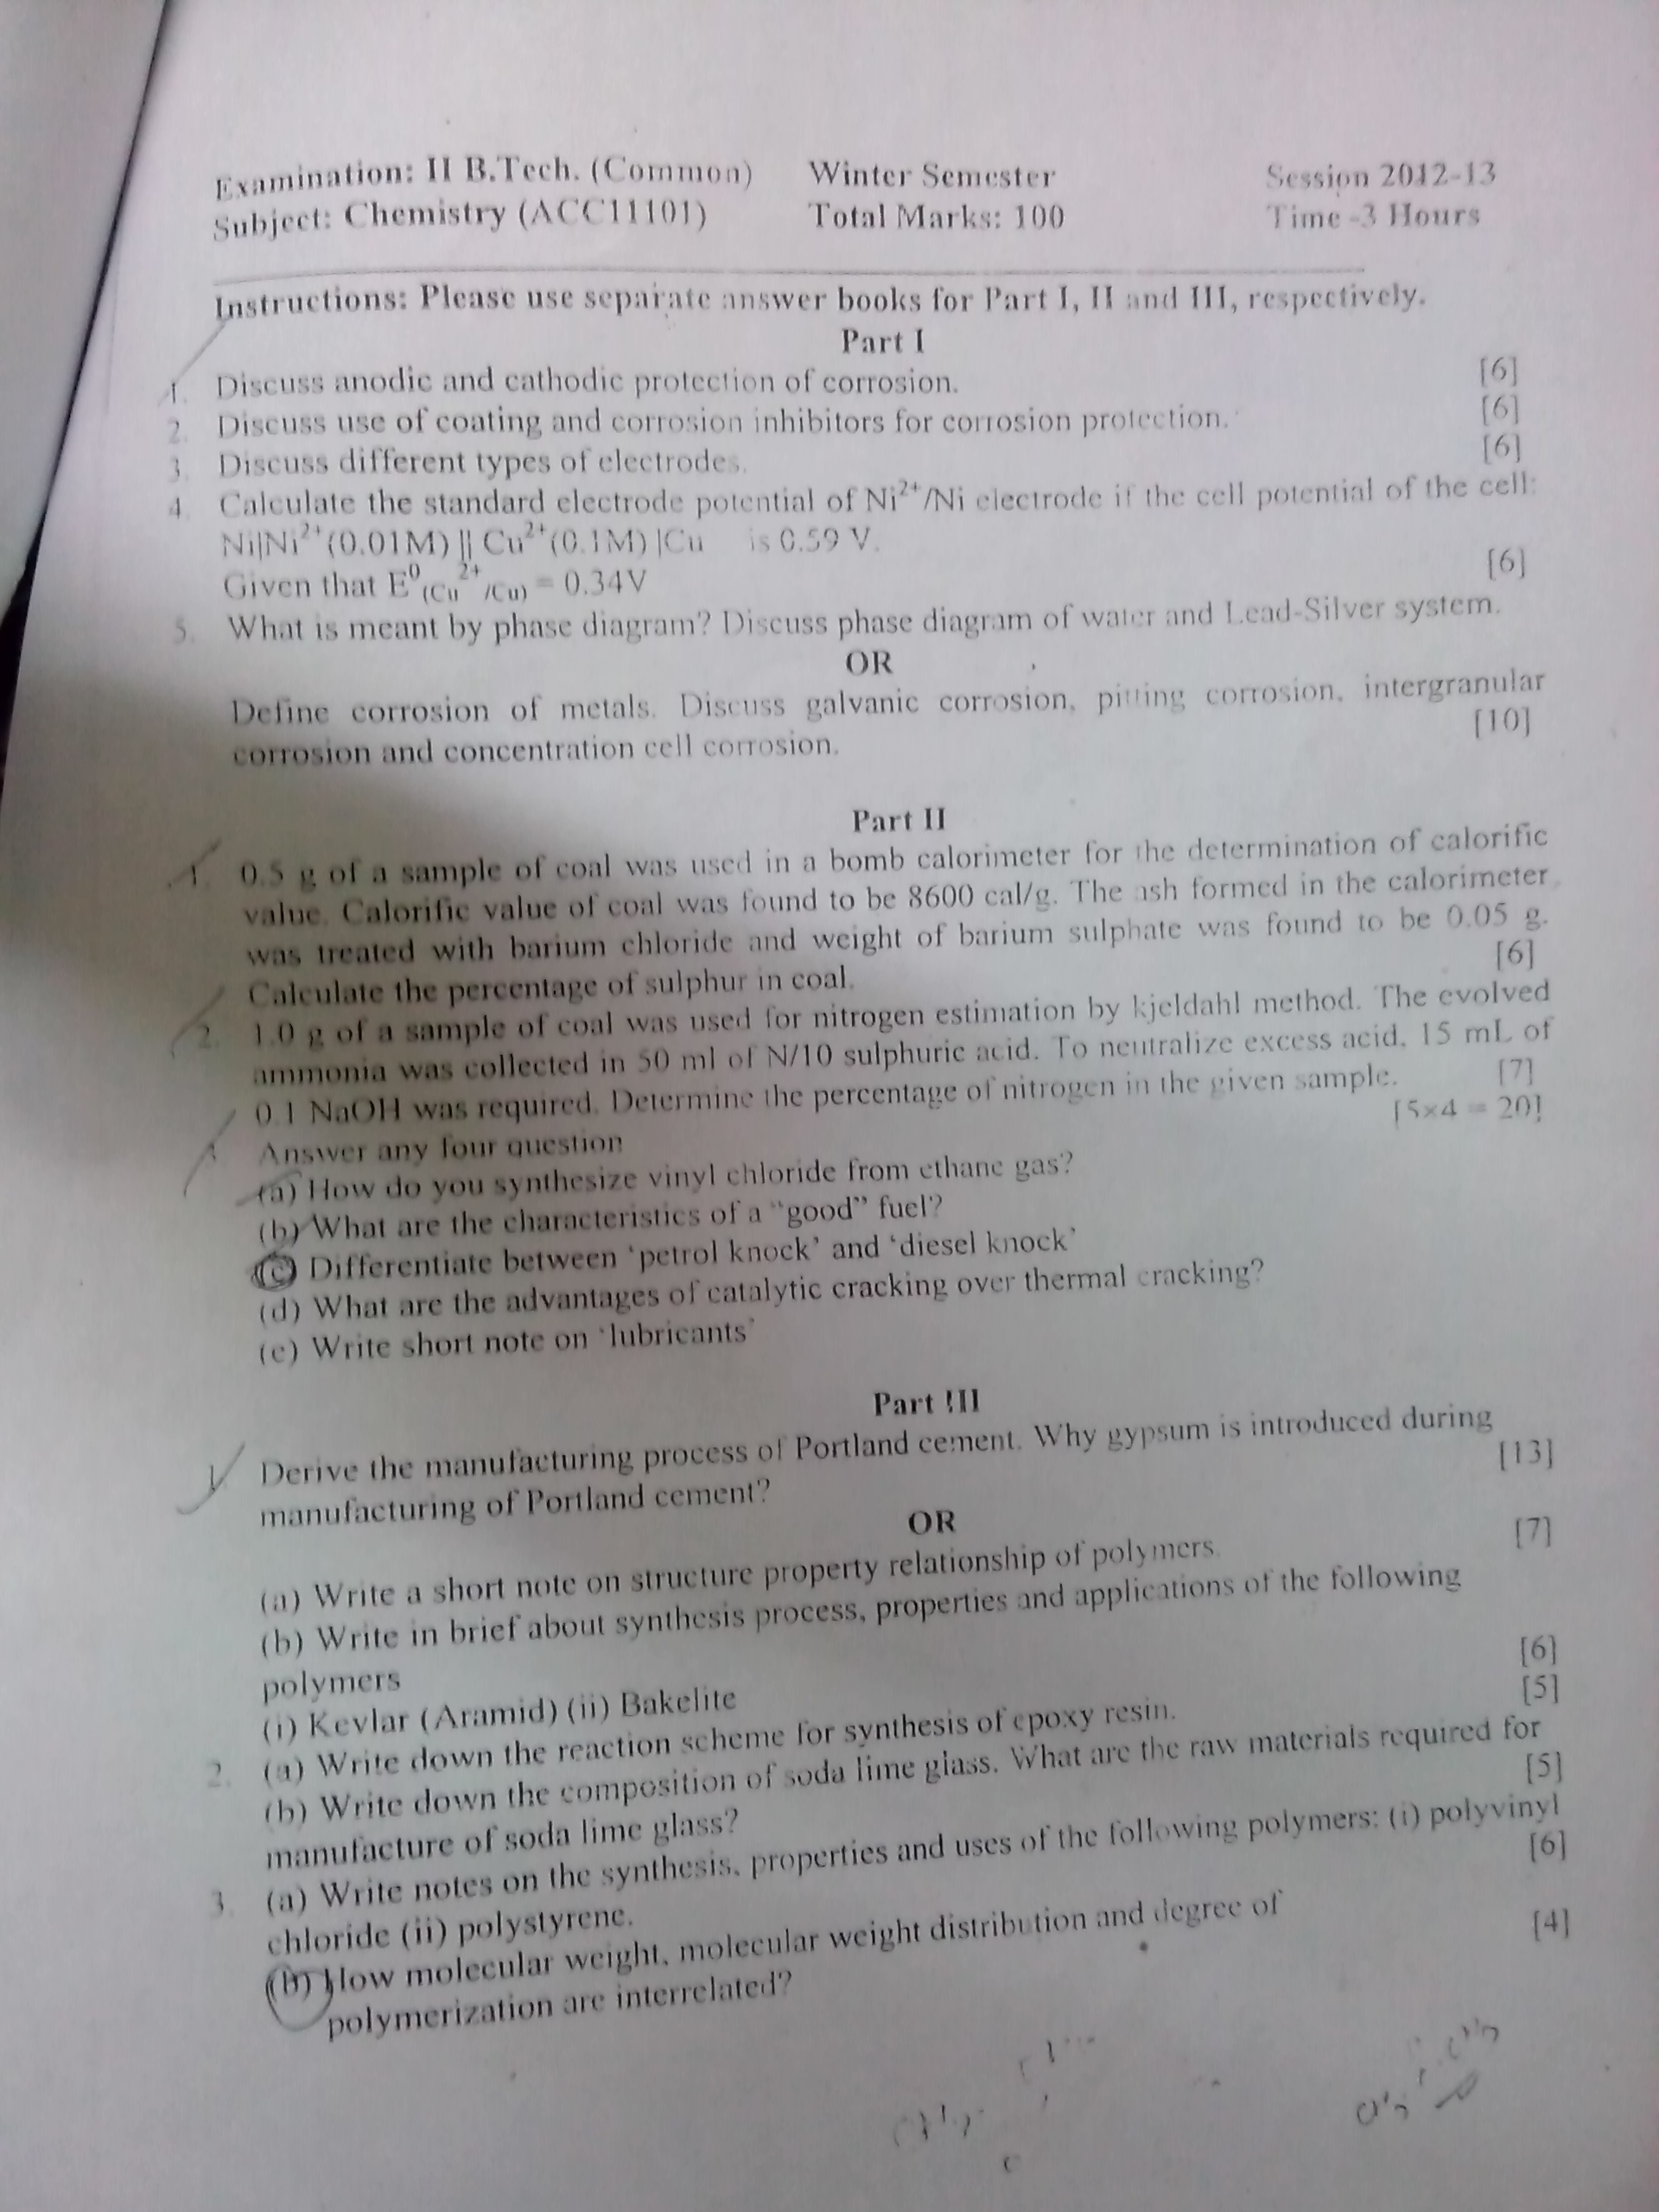 Examination: II B.Tech. (Common) Winter Semester Session 2012-13
Subject: Chemistry (ACC11101) Total Marks: 100 Time -3 Hours
Instructions: Please use separate answer books for Part I, II and III, respectively.
Part I
1. Discuss anodic and cathodic protection of corrosion. [6]
2. Discuss use of coating and corrosion inhibitors for corrosion protection. [6]
3. Discuss different types of electrodes. [6]
4. Calculate the standard electrode potential of Ni²⁺/Ni electrode if the cell potential of the cell:
Ni|Ni²⁺(0.01M) || Cu²⁺(0.1M) |Cu is 0.59 V.
Given that E⁰(Cu²⁺/Cu) = 0.34V [6]
5. What is meant by phase diagram? Discuss phase diagram of water and Lead-Silver system.
OR
Define corrosion of metals. Discuss galvanic corrosion, pitting corrosion, intergranular
corrosion and concentration cell corrosion. [10]
Part II
1. 0.5 g of a sample of coal was used in a bomb calorimeter for the determination of calorific
value. Calorific value of coal was found to be 8600 cal/g. The ash formed in the calorimeter
was treated with barium chloride and weight of barium sulphate was found to be 0.05 g.
Calculate the percentage of sulphur in coal. [6]
2. 1.0 g of a sample of coal was used for nitrogen estimation by kjeldahl method. The evolved
ammonia was collected in 50 ml of N/10 sulphuric acid. To neutralize excess acid, 15 mL of
0.1 NaOH was required. Determine the percentage of nitrogen in the given sample. [7]
Answer any four question [5×4 = 20]
(a) How do you synthesize vinyl chloride from ethane gas?
(b) What are the characteristics of a "good" fuel?
(c) Differentiate between 'petrol knock' and 'diesel knock'
(d) What are the advantages of catalytic cracking over thermal cracking?
(e) Write short note on 'lubricants'
Part III
1. Derive the manufacturing process of Portland cement. Why gypsum is introduced during
manufacturing of Portland cement? [13]
OR
(a) Write a short note on structure property relationship of polymers. [7]
(b) Write in brief about synthesis process, properties and applications of the following
polymers
(i) Kevlar (Aramid) (ii) Bakelite [6]
2. (a) Write down the reaction scheme for synthesis of epoxy resin. [5]
(b) Write down the composition of soda lime glass. What are the raw materials required for
manufacture of soda lime glass? [5]
3. (a) Write notes on the synthesis, properties and uses of the following polymers: (i) polyvinyl
chloride (ii) polystyrene. [6]
(b) How molecular weight, molecular weight distribution and degree of
polymerization are interrelated? [4]